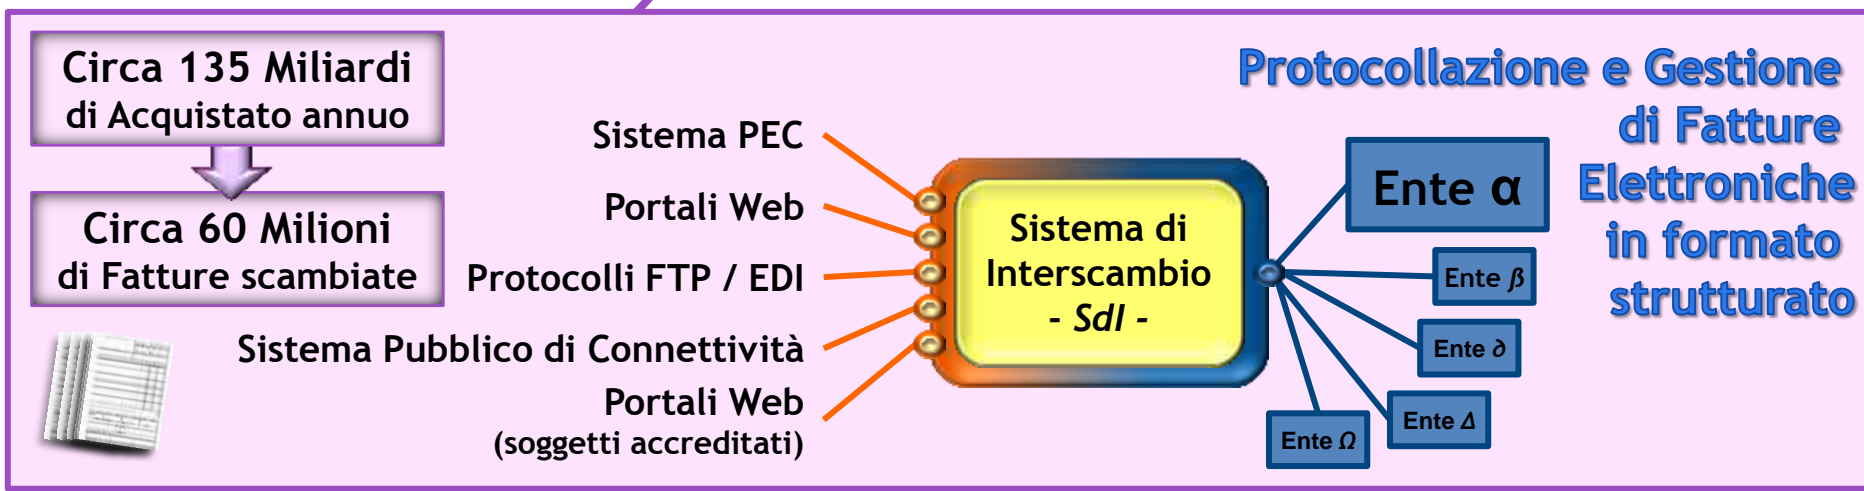 Circa 135 Miliardi
di Acquistato annuo
Circa 60 Milioni
di Fatture scambiate
Sistema PEC
Portali Web
Protocolli FTP / EDI
Sistema Pubblico di Connettività
Portali Web
(soggetti accreditati)
Sistema di
Interscambio
- SdI -
Protocollazione e Gestione
di Fatture
Elettroniche
in formato
strutturato
Ente α
Ente β
Ente ∂
Ente Δ
Ente Ω